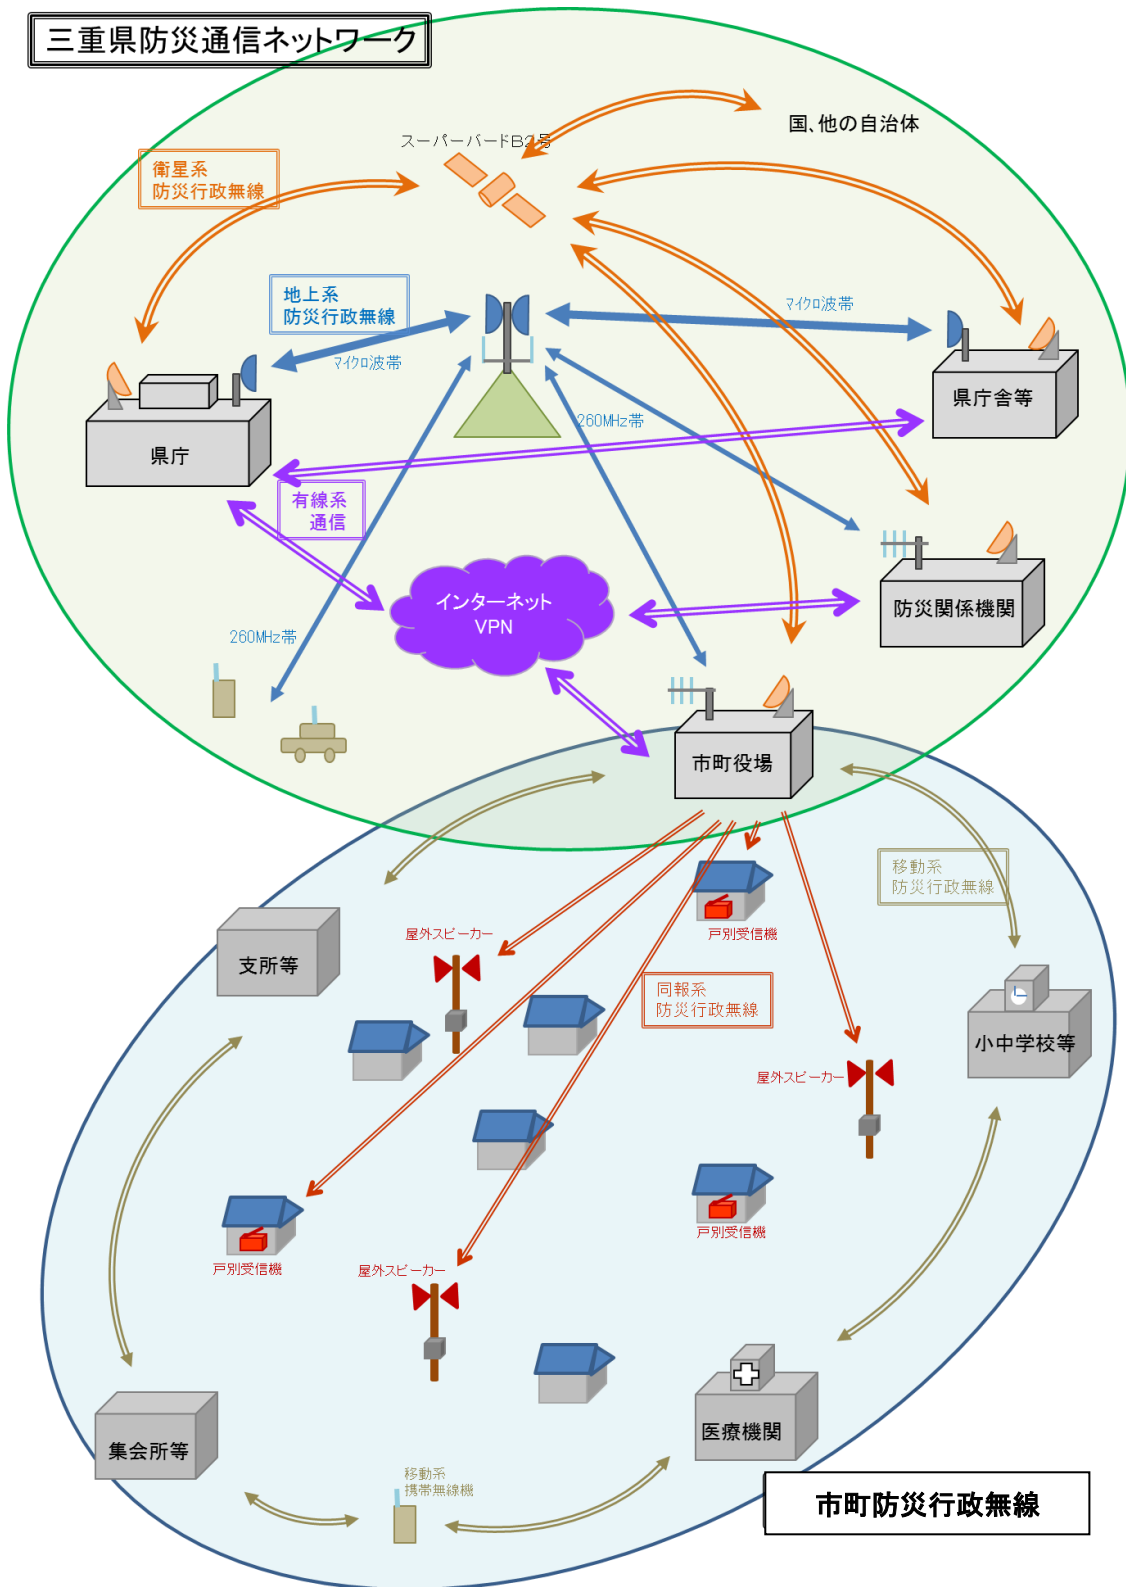 三重県防災通信ネットワーク
国、他の自治体
スーパーバードB2号
衛星系
防災行政無線
地上系
防災行政無線
マイクロ波帯
マイクロ波帯
県庁舎等
260MHz帯
県庁
有線系
通信
インターネット
VPN
防災関係機関
260MHz帯
市町役場
移動系
防災行政無線
戸別受信機
屋外スピーカー
支所等
同報系
防災行政無線
小中学校等
屋外スピーカー
戸別受信機
戸別受信機
屋外スピーカー
医療機関
集会所等
移動系
携帯無線機
市町防災行政無線